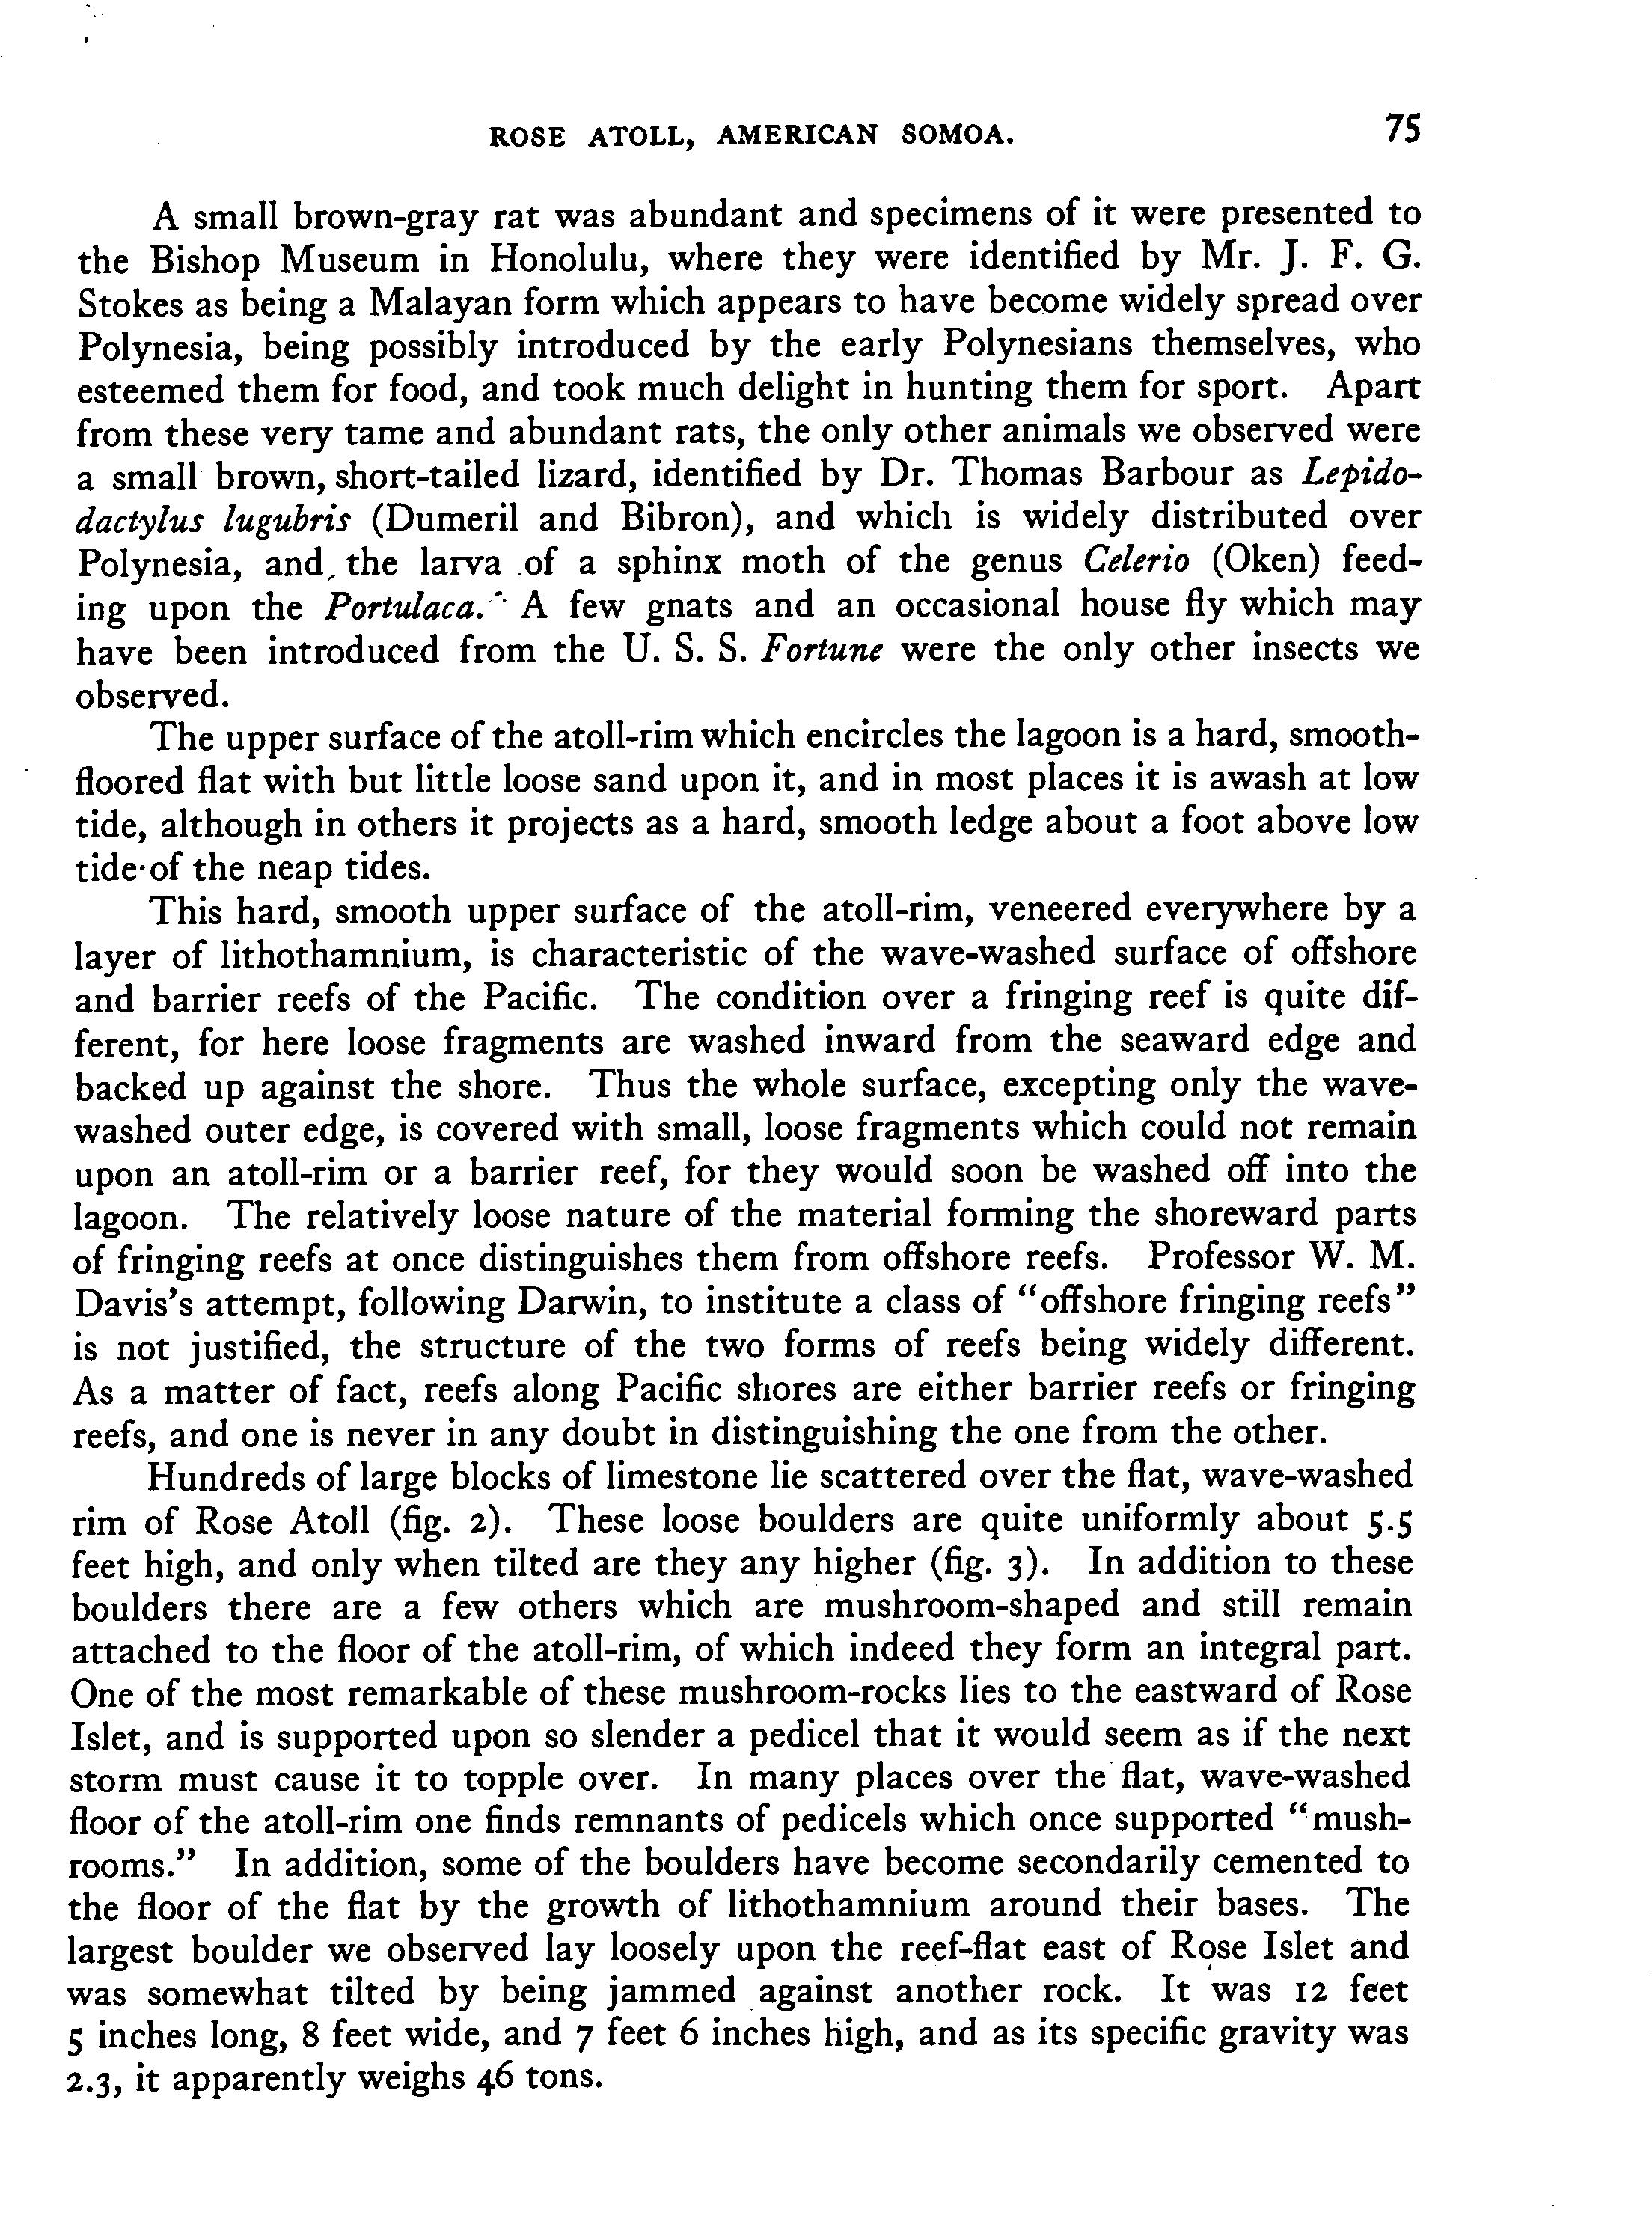 ROSE ATOLL, AMERICAN SOMOA. 75
A small brown-gray rat was abundant and specimens of it were presented to
the Bishop Museum in Honolulu, where they were identified by Mr. J. F. G.
Stokes as being a Malayan form which appears to have become widely spread over
Polynesia, being possibly introduced by the early Polynesians themselves, who
esteemed them for food, and took much delight in hunting them for sport. Apart
from these very tame and abundant rats, the only other animals we observed were
a small brown, short-tailed lizard, identified by Dr. Thomas Barbour as Lepido-
dactylus lugubris (Dumeril and Bibron), and which is widely distributed over
Polynesia, and, the larva of a sphinx moth of the genus Celerio (Oken) feed-
ing upon the Portulaca. A few gnats and an occasional house fly which may
have been introduced from the U. S. S. Fortune were the only other insects we
observed.
The upper surface of the atoll-rim which encircles the lagoon is a hard, smooth-
floored flat with but little loose sand upon it, and in most places it is awash at low
tide, although in others it projects as a hard, smooth ledge about a foot above low
tide of the neap tides.
This hard, smooth upper surface of the atoll-rim, veneered everywhere by a
layer of lithothamnium, is characteristic of the wave-washed surface of offshore
and barrier reefs of the Pacific. The condition over a fringing reef is quite dif-
ferent, for here loose fragments are washed inward from the seaward edge and
backed up against the shore. Thus the whole surface, excepting only the wave-
washed outer edge, is covered with small, loose fragments which could not remain
upon an atoll-rim or a barrier reef, for they would soon be washed off into the
lagoon. The relatively loose nature of the material forming the shoreward parts
of fringing reefs at once distinguishes them from offshore reefs. Professor W. M.
Davis's attempt, following Darwin, to institute a class of "offshore fringing reefs"
is not justified, the structure of the two forms of reefs being widely different.
As a matter of fact, reefs along Pacific shores are either barrier reefs or fringing
reefs, and one is never in any doubt in distinguishing the one from the other.
Hundreds of large blocks of limestone lie scattered over the flat, wave-washed
rim of Rose Atoll (fig. 2). These loose boulders are quite uniformly about 5.5
feet high, and only when tilted are they any higher (fig. 3). In addition to these
boulders there are a few others which are mushroom-shaped and still remain
attached to the floor of the atoll-rim, of which indeed they form an integral part.
One of the most remarkable of these mushroom-rocks lies to the eastward of Rose
Islet, and is supported upon so slender a pedicel that it would seem as if the next
storm must cause it to topple over. In many places over the flat, wave-washed
floor of the atoll-rim one finds remnants of pedicels which once supported "mush-
rooms." In addition, some of the boulders have become secondarily cemented to
the floor of the flat by the growth of lithothamnium around their bases. The
largest boulder we observed lay loosely upon the reef-flat east of Rose Islet and
was somewhat tilted by being jammed against another rock. It was 12 feet
5 inches long, 8 feet wide, and 7 feet 6 inches high, and as its specific gravity was
2.3, it apparently weighs 46 tons.